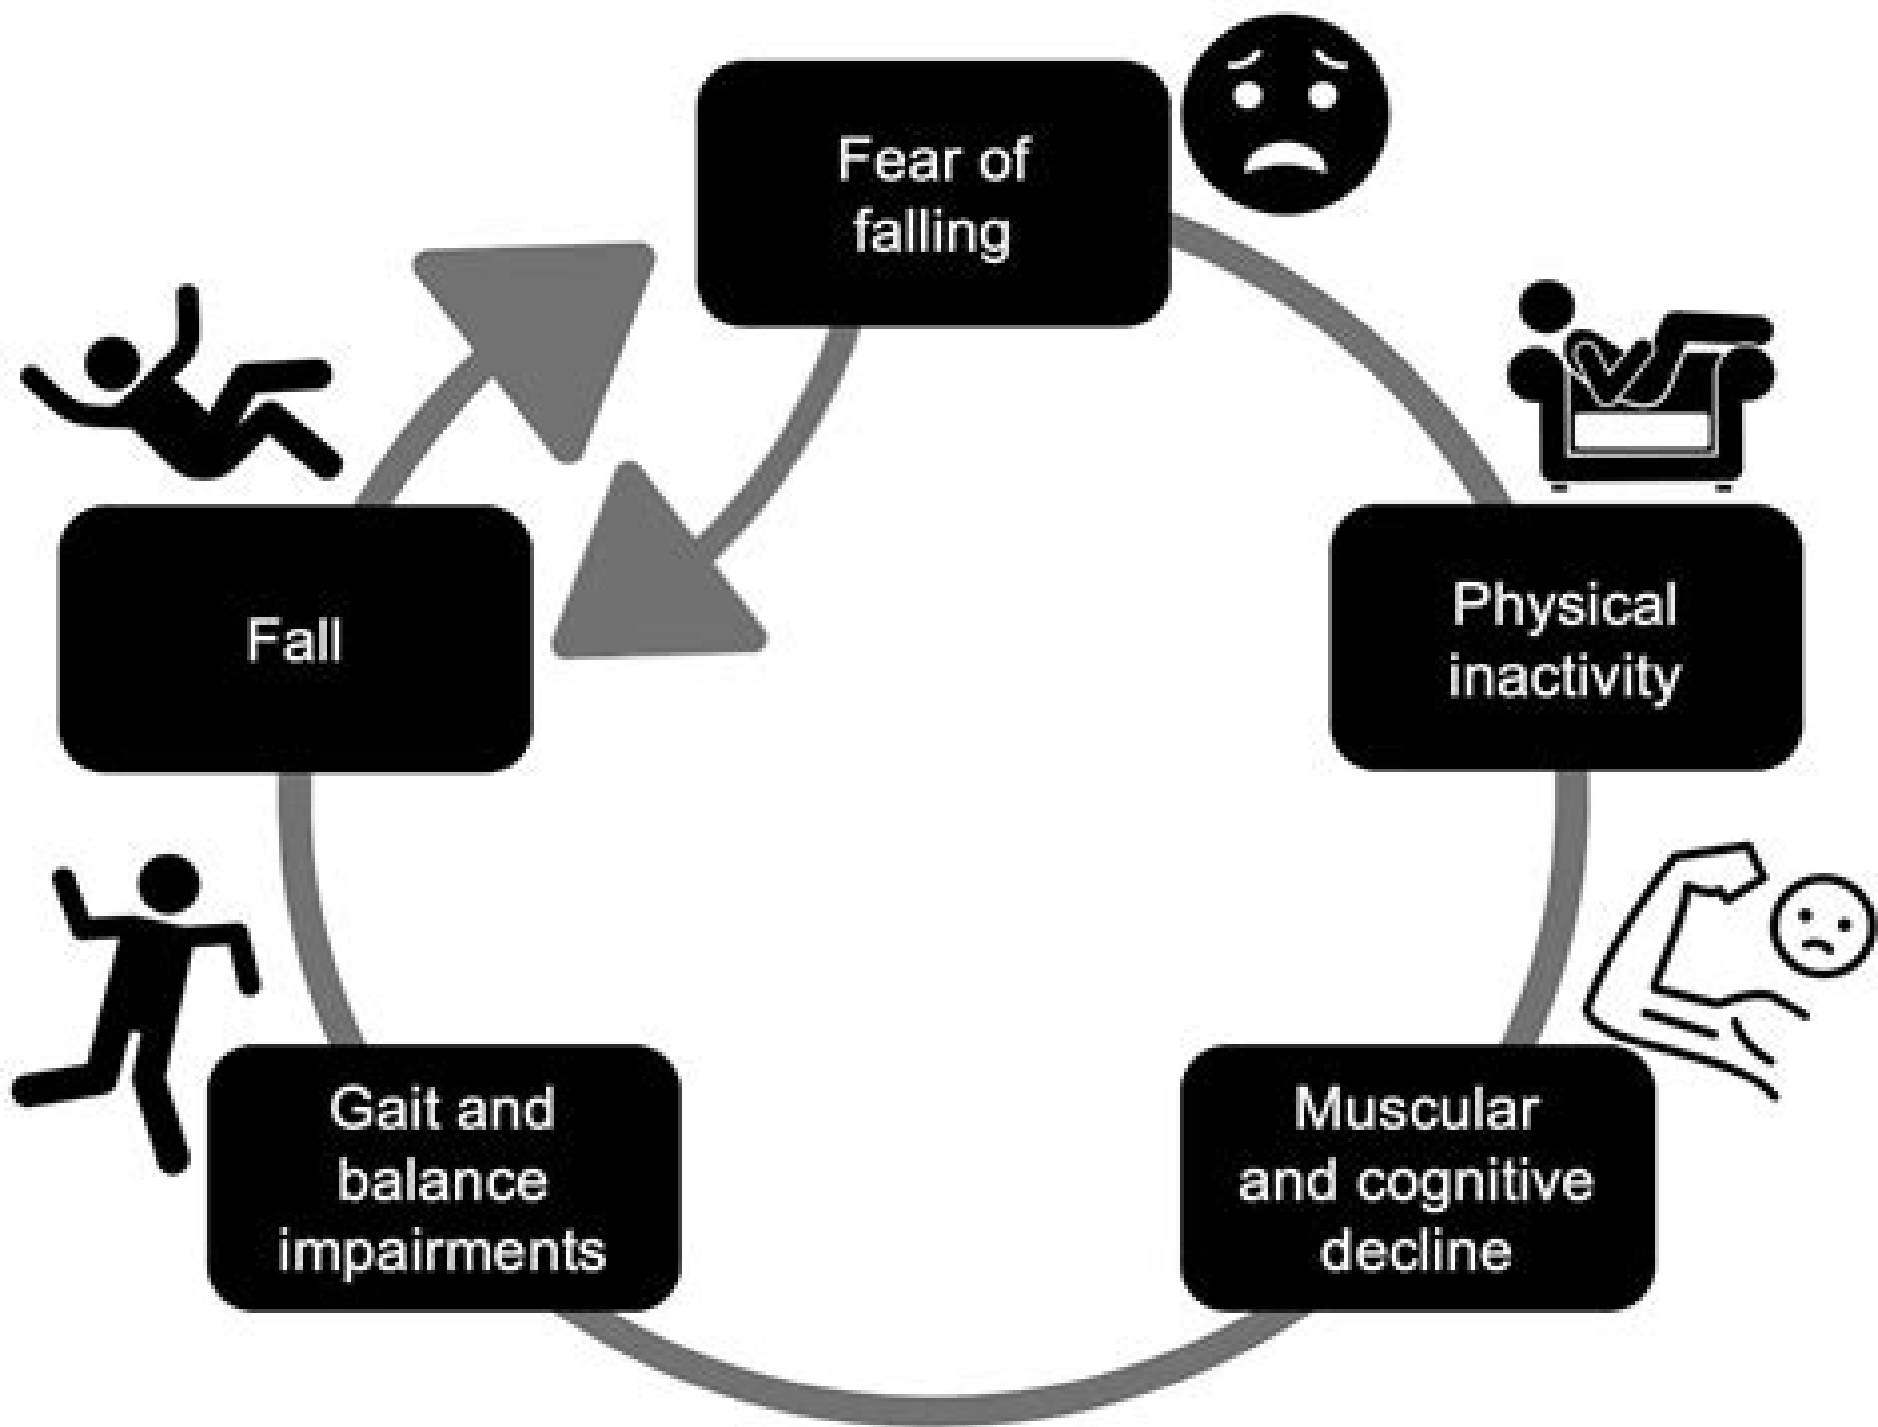 Fear of
falling
Physical
inactivity
Muscular
and cognitive
decline
Gait and
balance
impairments
Fall